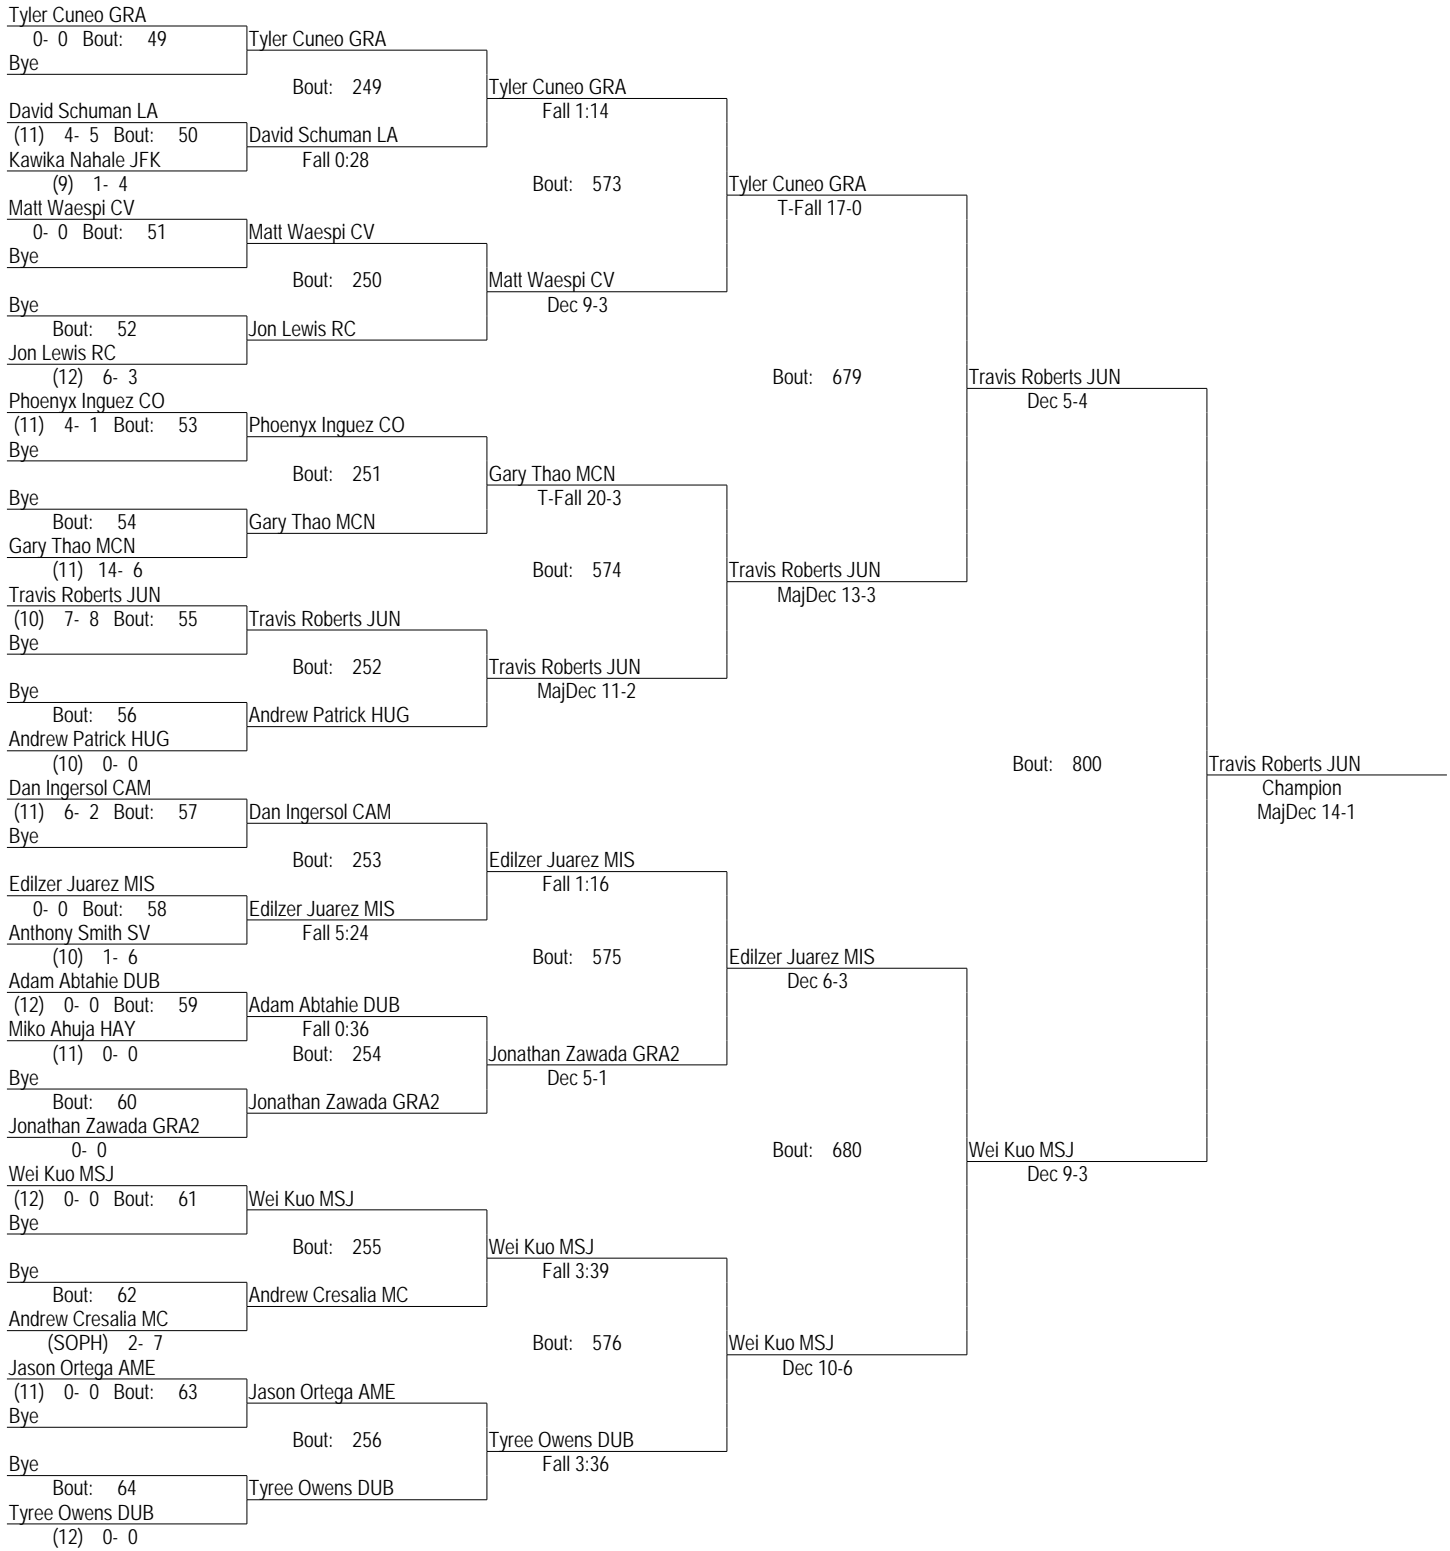 Tyler Cuneo GRA
0- 0 Bout: 49
Tyler Cuneo GRA
Bye
Bout: 249
Tyler Cuneo GRA
David Schuman LA
Fall 1:14
(11) 4- 5 Bout: 50
David Schuman LA
Kawika Nahale JFK
Fall 0:28
(9) 1- 4
Bout: 573
Tyler Cuneo GRA
Matt Waespi CV
T-Fall 17-0
0- 0 Bout: 51
Matt Waespi CV
Bye
Bout: 250
Matt Waespi CV
Bye
Dec 9-3
Bout: 52
Jon Lewis RC
Jon Lewis RC
(12) 6- 3
Bout: 679
Travis Roberts JUN
Phoenyx Inguez CO
Dec 5-4
(11) 4- 1 Bout: 53
Phoenyx Inguez CO
Bye
Bout: 251
Gary Thao MCN
Bye
T-Fall 20-3
Bout: 54
Gary Thao MCN
Gary Thao MCN
(11) 14- 6
Bout: 574
Travis Roberts JUN
Travis Roberts JUN
MajDec 13-3
(10) 7- 8 Bout: 55
Travis Roberts JUN
Bye
Bout: 252
Travis Roberts JUN
Bye
MajDec 11-2
Bout: 56
Andrew Patrick HUG
Andrew Patrick HUG
(10) 0- 0
Bout: 800
Travis Roberts JUN
Dan Ingersol CAM
Champion
(11) 6- 2 Bout: 57
Dan Ingersol CAM
MajDec 14-1
Bye
Bout: 253
Edilzer Juarez MIS
Edilzer Juarez MIS
Fall 1:16
0- 0 Bout: 58
Edilzer Juarez MIS
Anthony Smith SV
Fall 5:24
(10) 1- 6
Bout: 575
Edilzer Juarez MIS
Adam Abtahie DUB
Dec 6-3
(12) 0- 0 Bout: 59
Adam Abtahie DUB
Miko Ahuja HAY
Fall 0:36
(11) 0- 0
Bout: 254
Jonathan Zawada GRA2
Bye
Dec 5-1
Bout: 60
Jonathan Zawada GRA2
Jonathan Zawada GRA2
0- 0
Bout: 680
Wei Kuo MSJ
Wei Kuo MSJ
Dec 9-3
(12) 0- 0 Bout: 61
Wei Kuo MSJ
Bye
Bout: 255
Wei Kuo MSJ
Bye
Fall 3:39
Bout: 62
Andrew Cresalia MC
Andrew Cresalia MC
(SOPH) 2- 7
Bout: 576
Wei Kuo MSJ
Jason Ortega AME
Dec 10-6
(11) 0- 0 Bout: 63
Jason Ortega AME
Bye
Bout: 256
Tyree Owens DUB
Bye
Fall 3:36
Bout: 64
Tyree Owens DUB
Tyree Owens DUB
(12) 0- 0